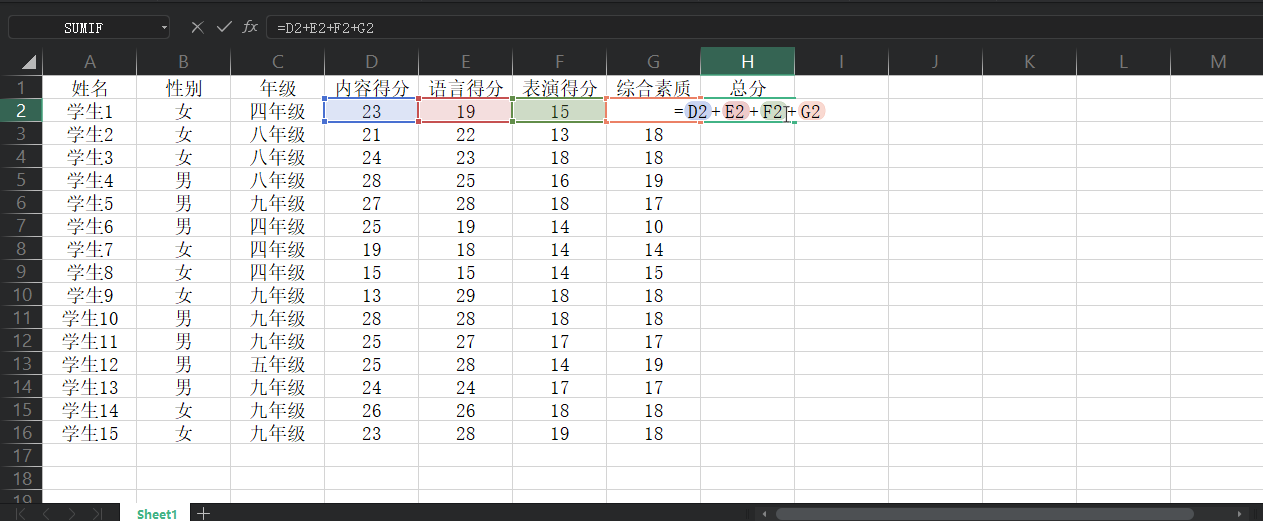 SUMIF =D2+E2+F2+G2
A B C D E F G H I J K L M
1 姓名 性别 年级 内容得分 语言得分 表演得分 综合素质 总分
2 学生1 女 四年级 23 19 15 =D2+E2+F2+G2
3 学生2 女 八年级 21 22 13 18
4 学生3 女 八年级 24 23 18 18
5 学生4 男 八年级 28 25 16 19
6 学生5 男 九年级 27 28 18 17
7 学生6 男 四年级 25 19 14 10
8 学生7 女 四年级 19 18 14 14
9 学生8 女 四年级 15 15 14 15
10 学生9 女 九年级 13 29 18 18
11 学生10 男 九年级 28 28 18 18
12 学生11 男 九年级 25 27 17 17
13 学生12 男 五年级 25 28 14 19
14 学生13 男 九年级 24 24 17 17
15 学生14 女 九年级 26 26 18 18
16 学生15 女 九年级 23 28 19 18
17
18
19
Sheet1